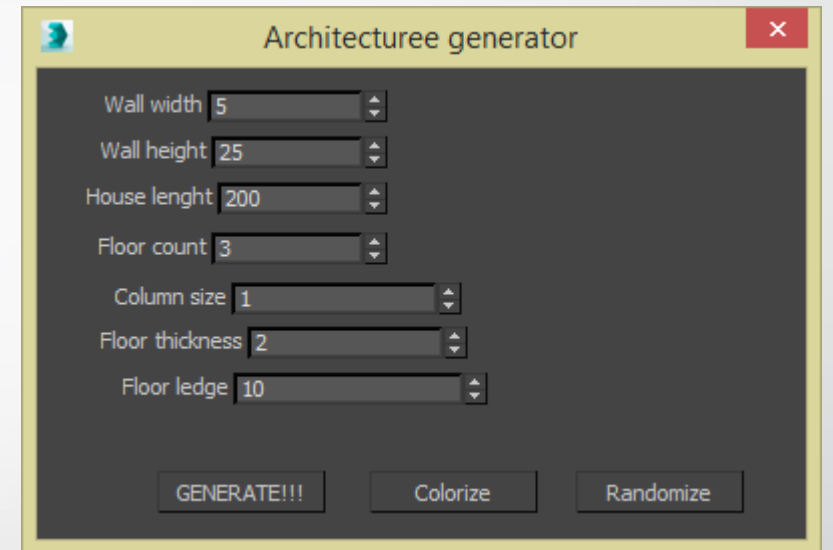 Architecturee generator
Wall width 5
Wall height 25
House lenght 200
Floor count 3
Column size 1
Floor thickness 2
Floor ledge 10
GENERATE!!! Colorize Randomize